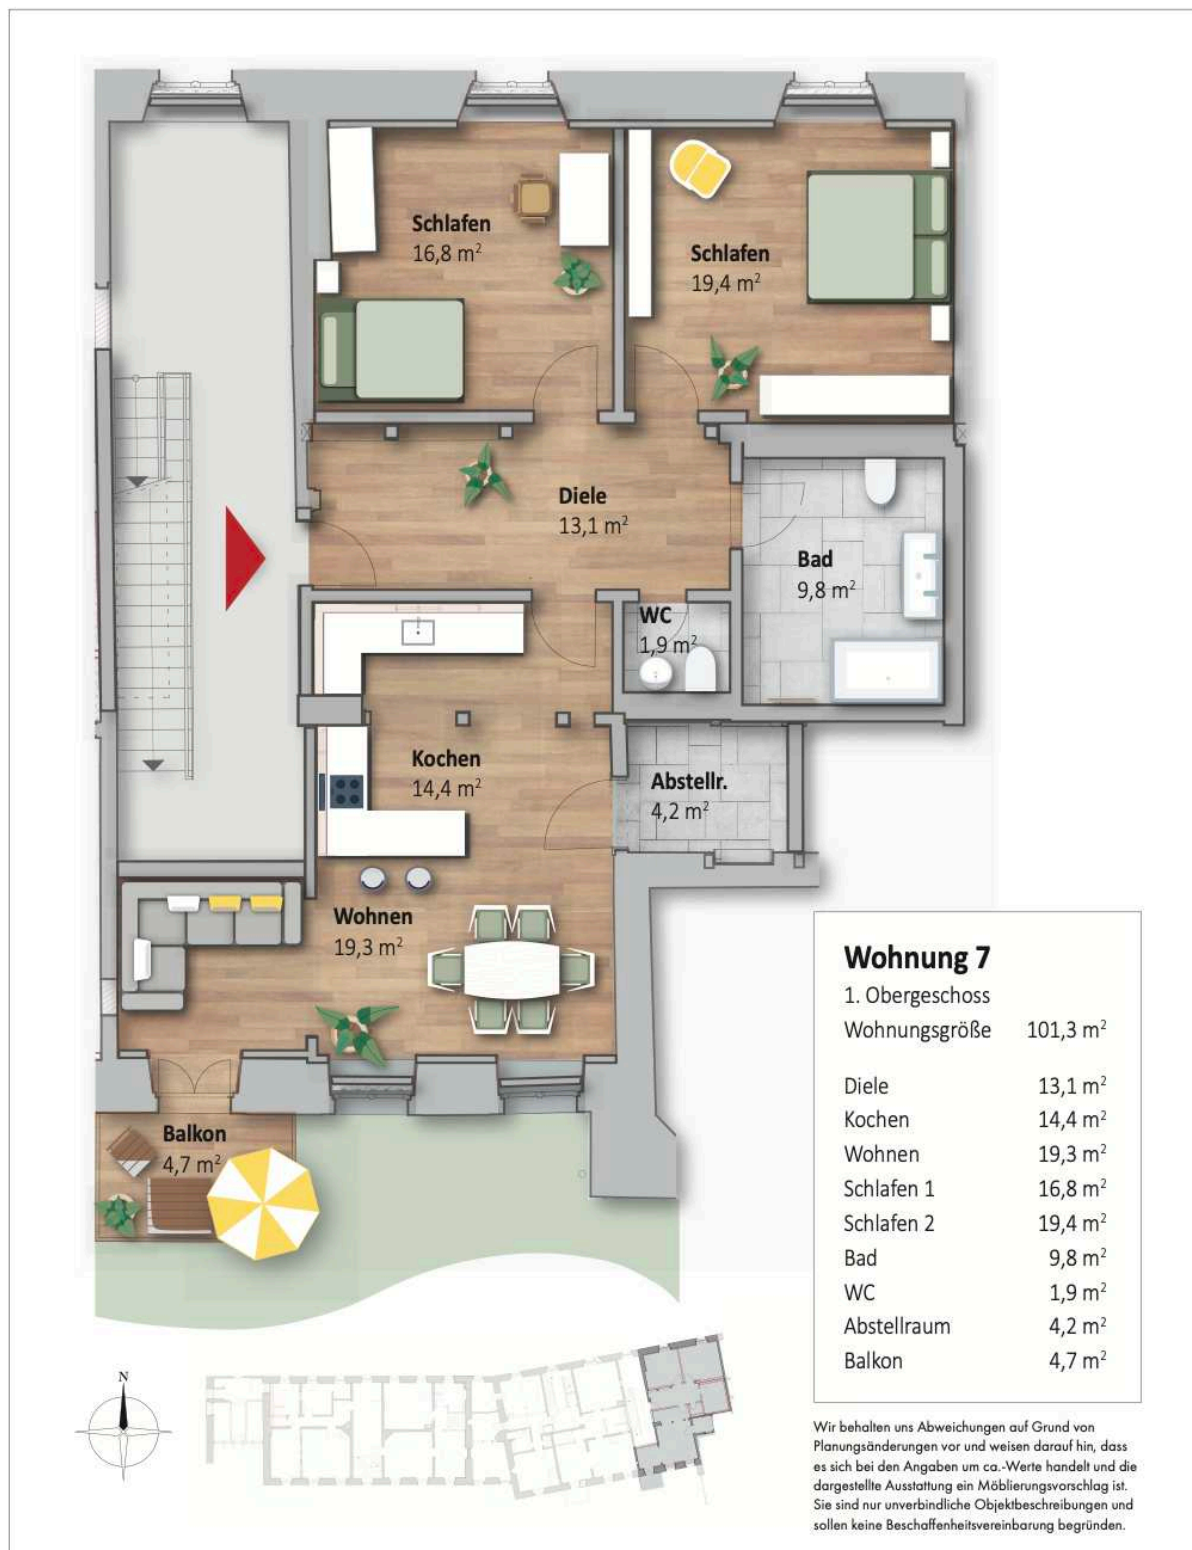 Schlafen
16,8 m²
Schlafen
19,4 m²
Diele
13,1 m²
Bad
9,8 m²
WC
1,9 m²
Kochen
14,4 m²
Abstellr.
4,2 m²
Wohnen
19,3 m²
Balkon
4,7 m²
Wohnung 7
1. Obergeschoss
Wohnungsgröße 101,3 m²
Diele 13,1 m²
Kochen 14,4 m²
Wohnen 19,3 m²
Schlafen 1 16,8 m²
Schlafen 2 19,4 m²
Bad 9,8 m²
WC 1,9 m²
Abstellraum 4,2 m²
Balkon 4,7 m²
N
Wir behalten uns Abweichungen auf Grund von
Planungsänderungen vor und weisen darauf hin, dass
es sich bei den Angaben um ca.-Werte handelt und die
dargestellte Ausstattung ein Möblierungsvorschlag ist.
Sie sind nur unverbindliche Objektbeschreibungen und
sollen keine Beschaffenheitsvereinbarung begründen.